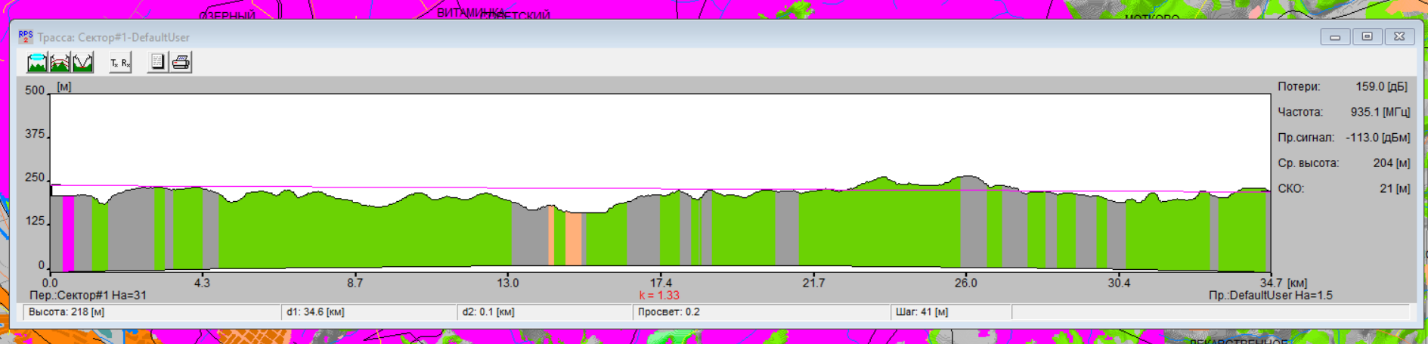 ОЗЕРНЫЙ ВИТАМИНКА СОВЕТСКИЙ МОТКОВО
RPS 2 Трасса: Сектор#1-DefaultUser
Tx Rx
500 [м]
375
250
125
0
Потери: 159.0 [дБ]
Частота: 935.1 [МГц]
Пр.сигнал: -113.0 [дБм]
Ср. высота: 204 [м]
СКО: 21 [м]
0.0 4.3 8.7 13.0 17.4 21.7 26.0 30.4 34.7 [км]
Пер.:Сектор#1 Ha=31 k = 1.33 Пр.:DefaultUser Ha=1.5
Высота: 218 [м] d1: 34.6 [км] d2: 0.1 [км] Просвет: 0.2 Шаг: 41 [м]
ЛЕКАРСТВЕННОЕ